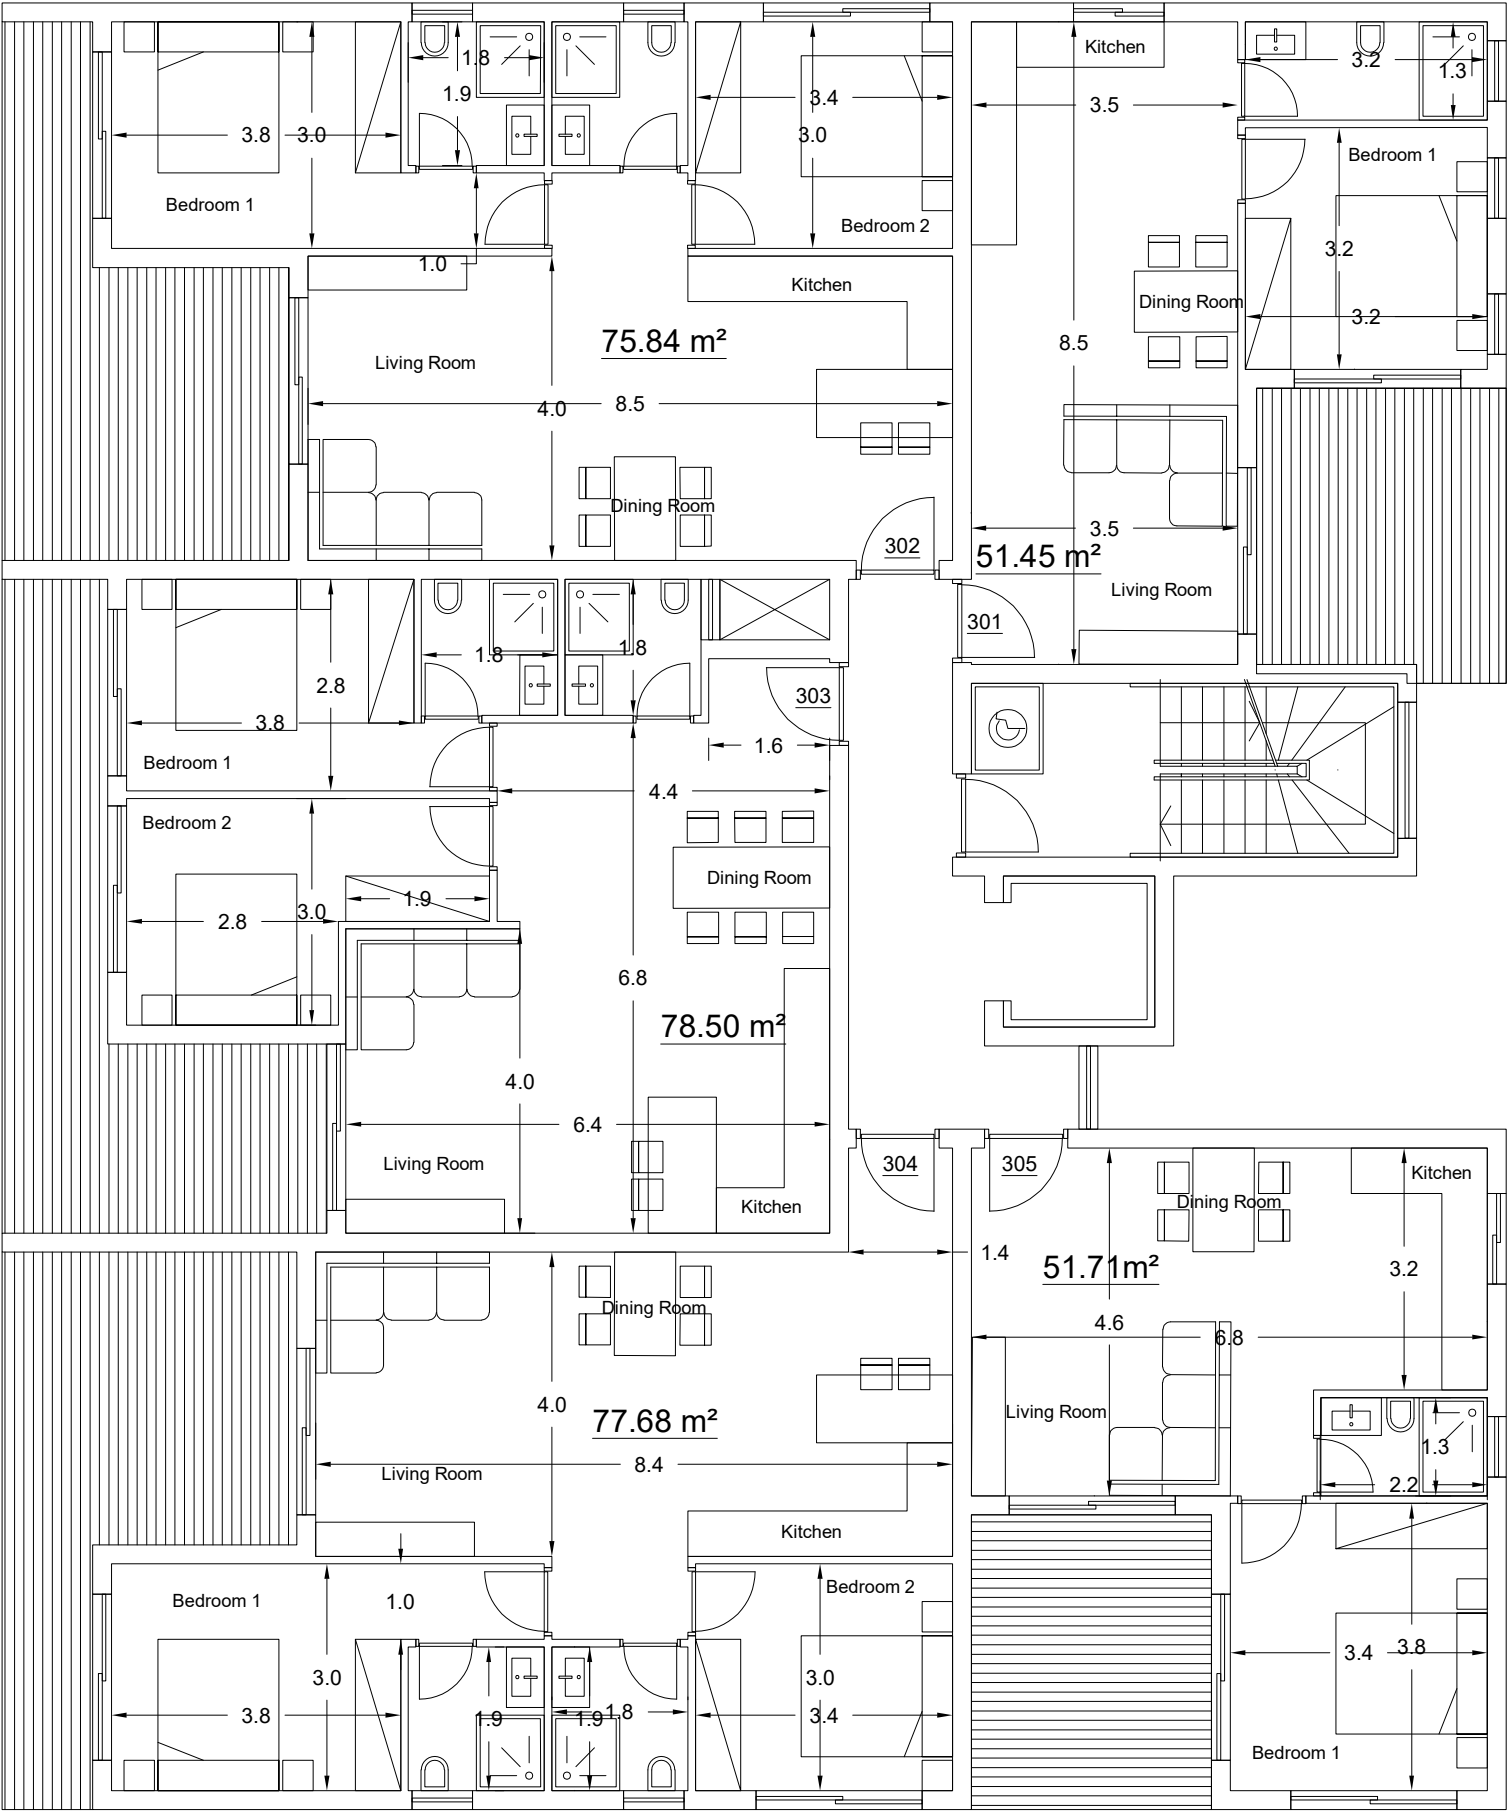 1.8
1.9
3.8
3.0
Bedroom 1
3.4
3.0
Bedroom 2
1.0
Kitchen
75.84 m²
Living Room
4.0
8.5
Dining Room
302
Kitchen
3.5
3.2
1.3
Bedroom 1
3.2
3.2
Dining Room
8.5
3.5
51.45 m²
Living Room
301
1.8
1.8
2.8
3.8
Bedroom 1
303
1.6
4.4
Bedroom 2
1.9
2.8
3.0
Dining Room
6.8
78.50 m²
4.0
6.4
Living Room
Kitchen
304
305
1.4
Dining Room
4.0
77.68 m²
8.4
Living Room
Kitchen
Bedroom 1
1.0
Bedroom 2
3.0
3.8
1.9
1.9
1.8
3.0
3.4
Kitchen
Dining Room
51.71m²
3.2
4.6
6.8
Living Room
1.3
2.2
3.4
3.8
Bedroom 1